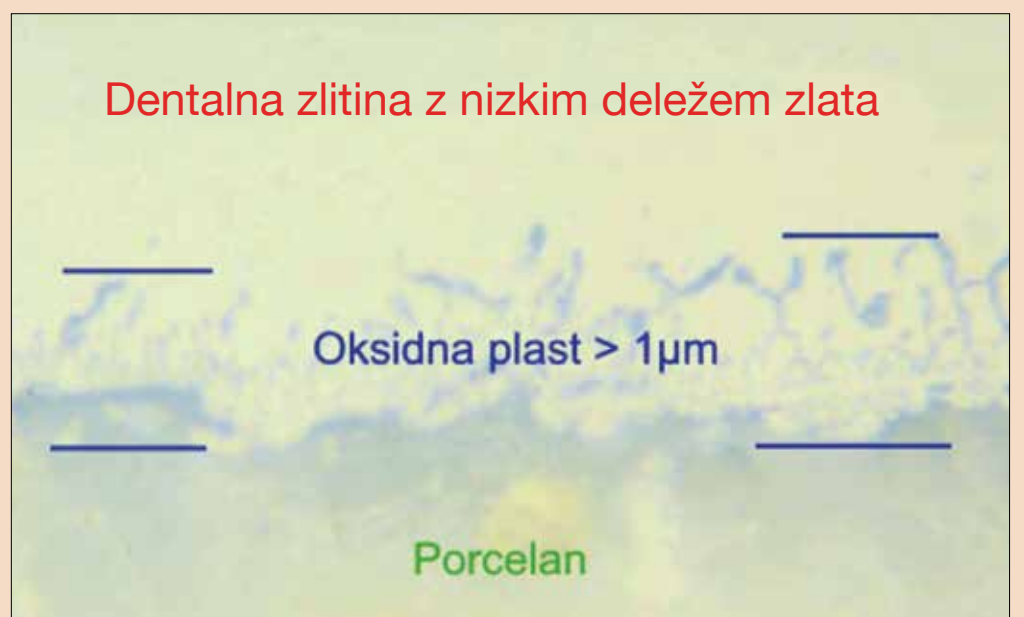 Dentalna zlitina z nizkim deležem zlata
Oksidna plast > 1µm
Porcelan